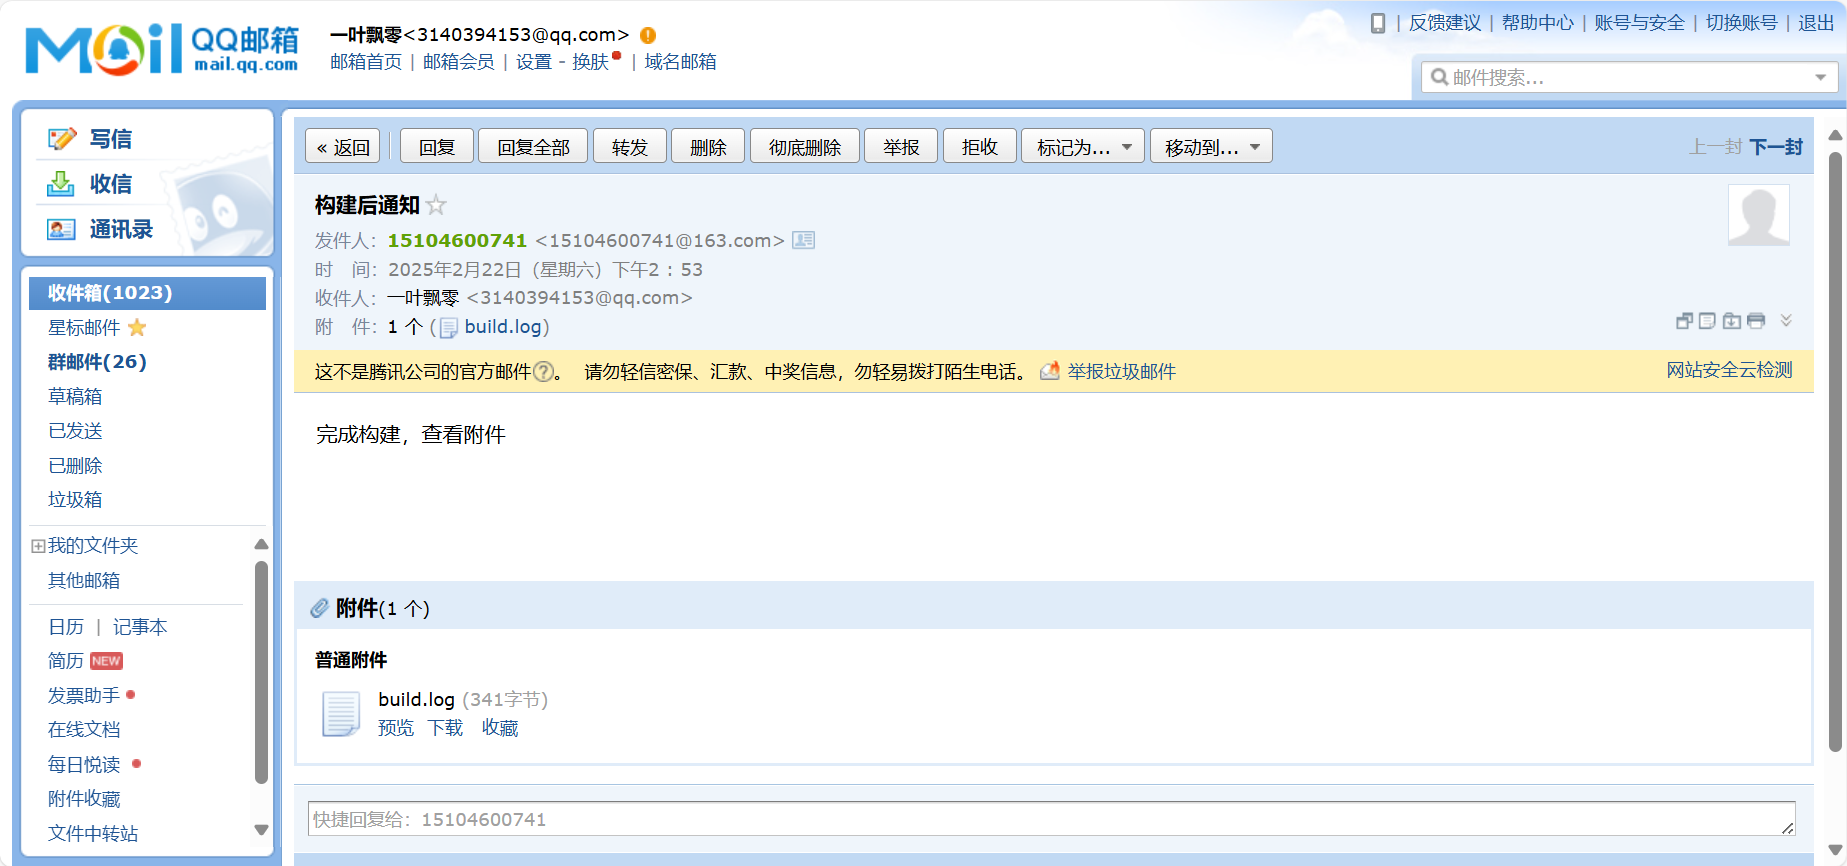 Mail QQ邮箱 mail.qq.com
一叶飘零<3140394153@qq.com>
邮箱首页 | 邮箱会员 | 设置 - 换肤 | 域名邮箱
| 反馈建议 | 帮助中心 | 账号与安全 | 切换账号 | 退出
邮件搜索...
写信
收信
通讯录
收件箱(1023)
星标邮件
群邮件(26)
草稿箱
已发送
已删除
垃圾箱
我的文件夹
其他邮箱
日历 | 记事本
简历 NEW
发票助手
在线文档
每日悦读
附件收藏
文件中转站
« 返回 回复 回复全部 转发 删除 彻底删除 举报 拒收 标记为... 移动到... 上一封 下一封
构建后通知
发件人：15104600741 <15104600741@163.com>
时 间：2025年2月22日（星期六）下午2：53
收件人：一叶飘零 <3140394153@qq.com>
附 件：1 个 (build.log)
这不是腾讯公司的官方邮件?。 请勿轻信密保、汇款、中奖信息，勿轻易拨打陌生电话。 举报垃圾邮件 网站安全云检测
完成构建，查看附件
附件(1 个)
普通附件
build.log (341字节)
预览 下载 收藏
快捷回复给：15104600741